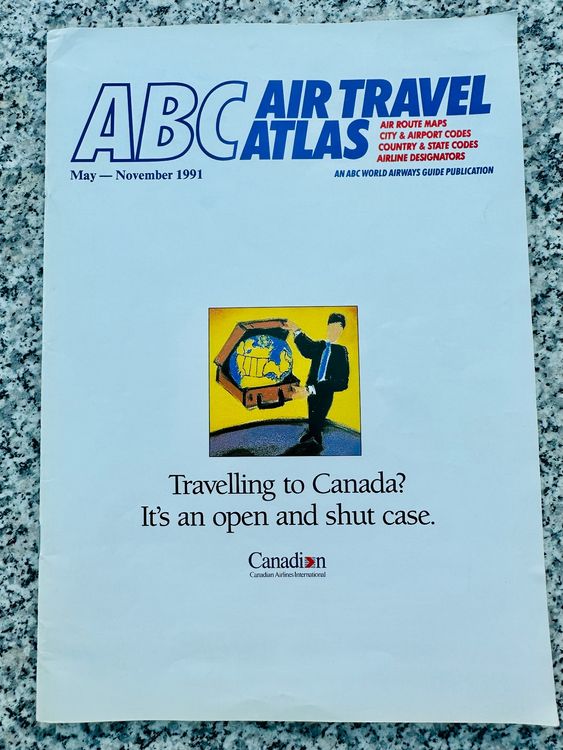 ABC AIR TRAVEL
ATLAS
AIR ROUTE MAPS
CITY & AIRPORT CODES
COUNTRY & STATE CODES
AIRLINE DESIGNATORS
May — November 1991
AN ABC WORLD AIRWAYS GUIDE PUBLICATION
Travelling to Canada?
It's an open and shut case.
Canadian
Canadian Airlines International